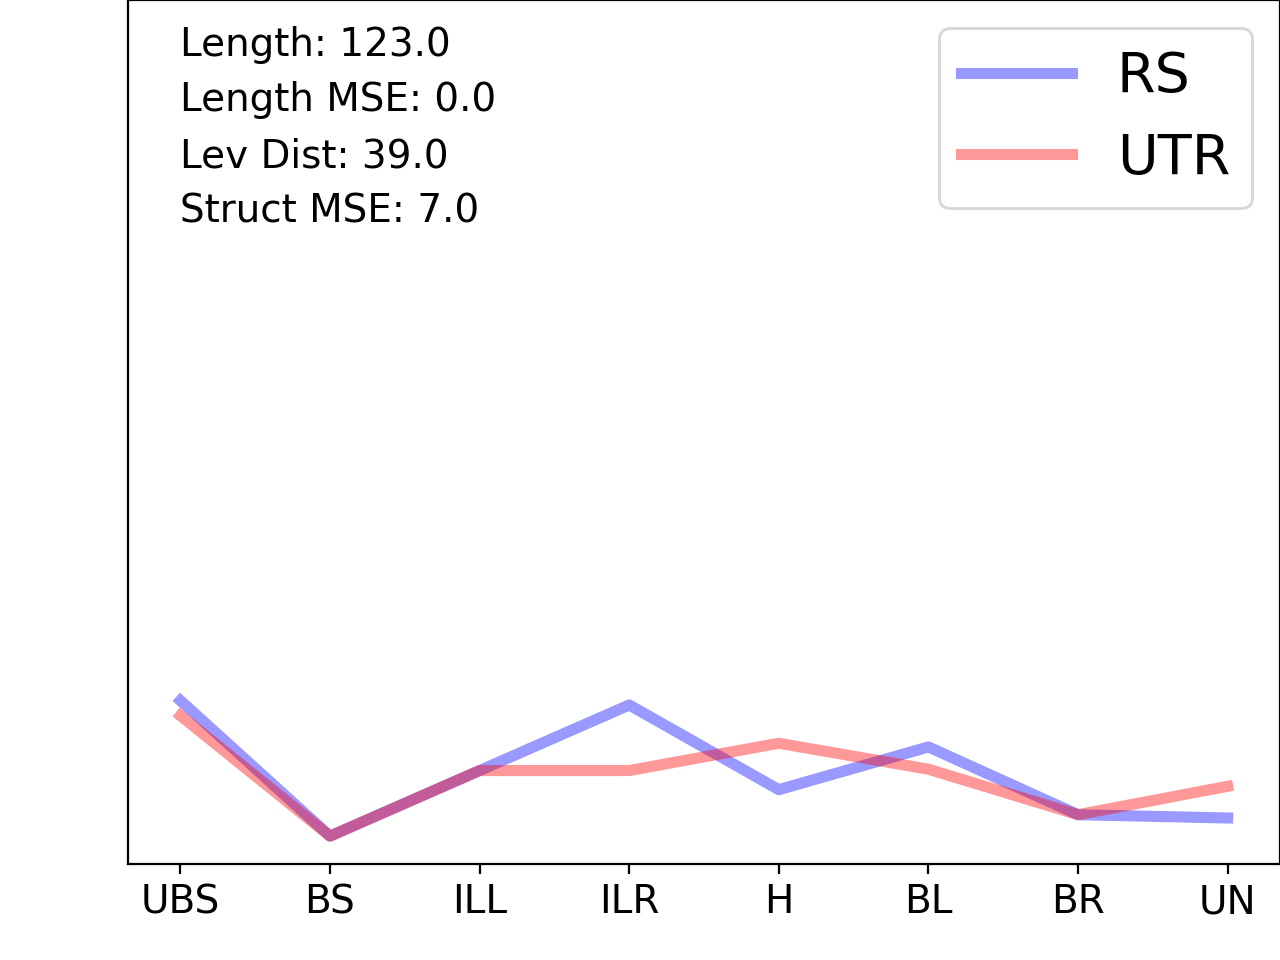 Length: 123.0
Length MSE: 0.0
Lev Dist: 39.0
Struct MSE: 7.0
RS
UTR
UBS BS ILL ILR H BL BR UN